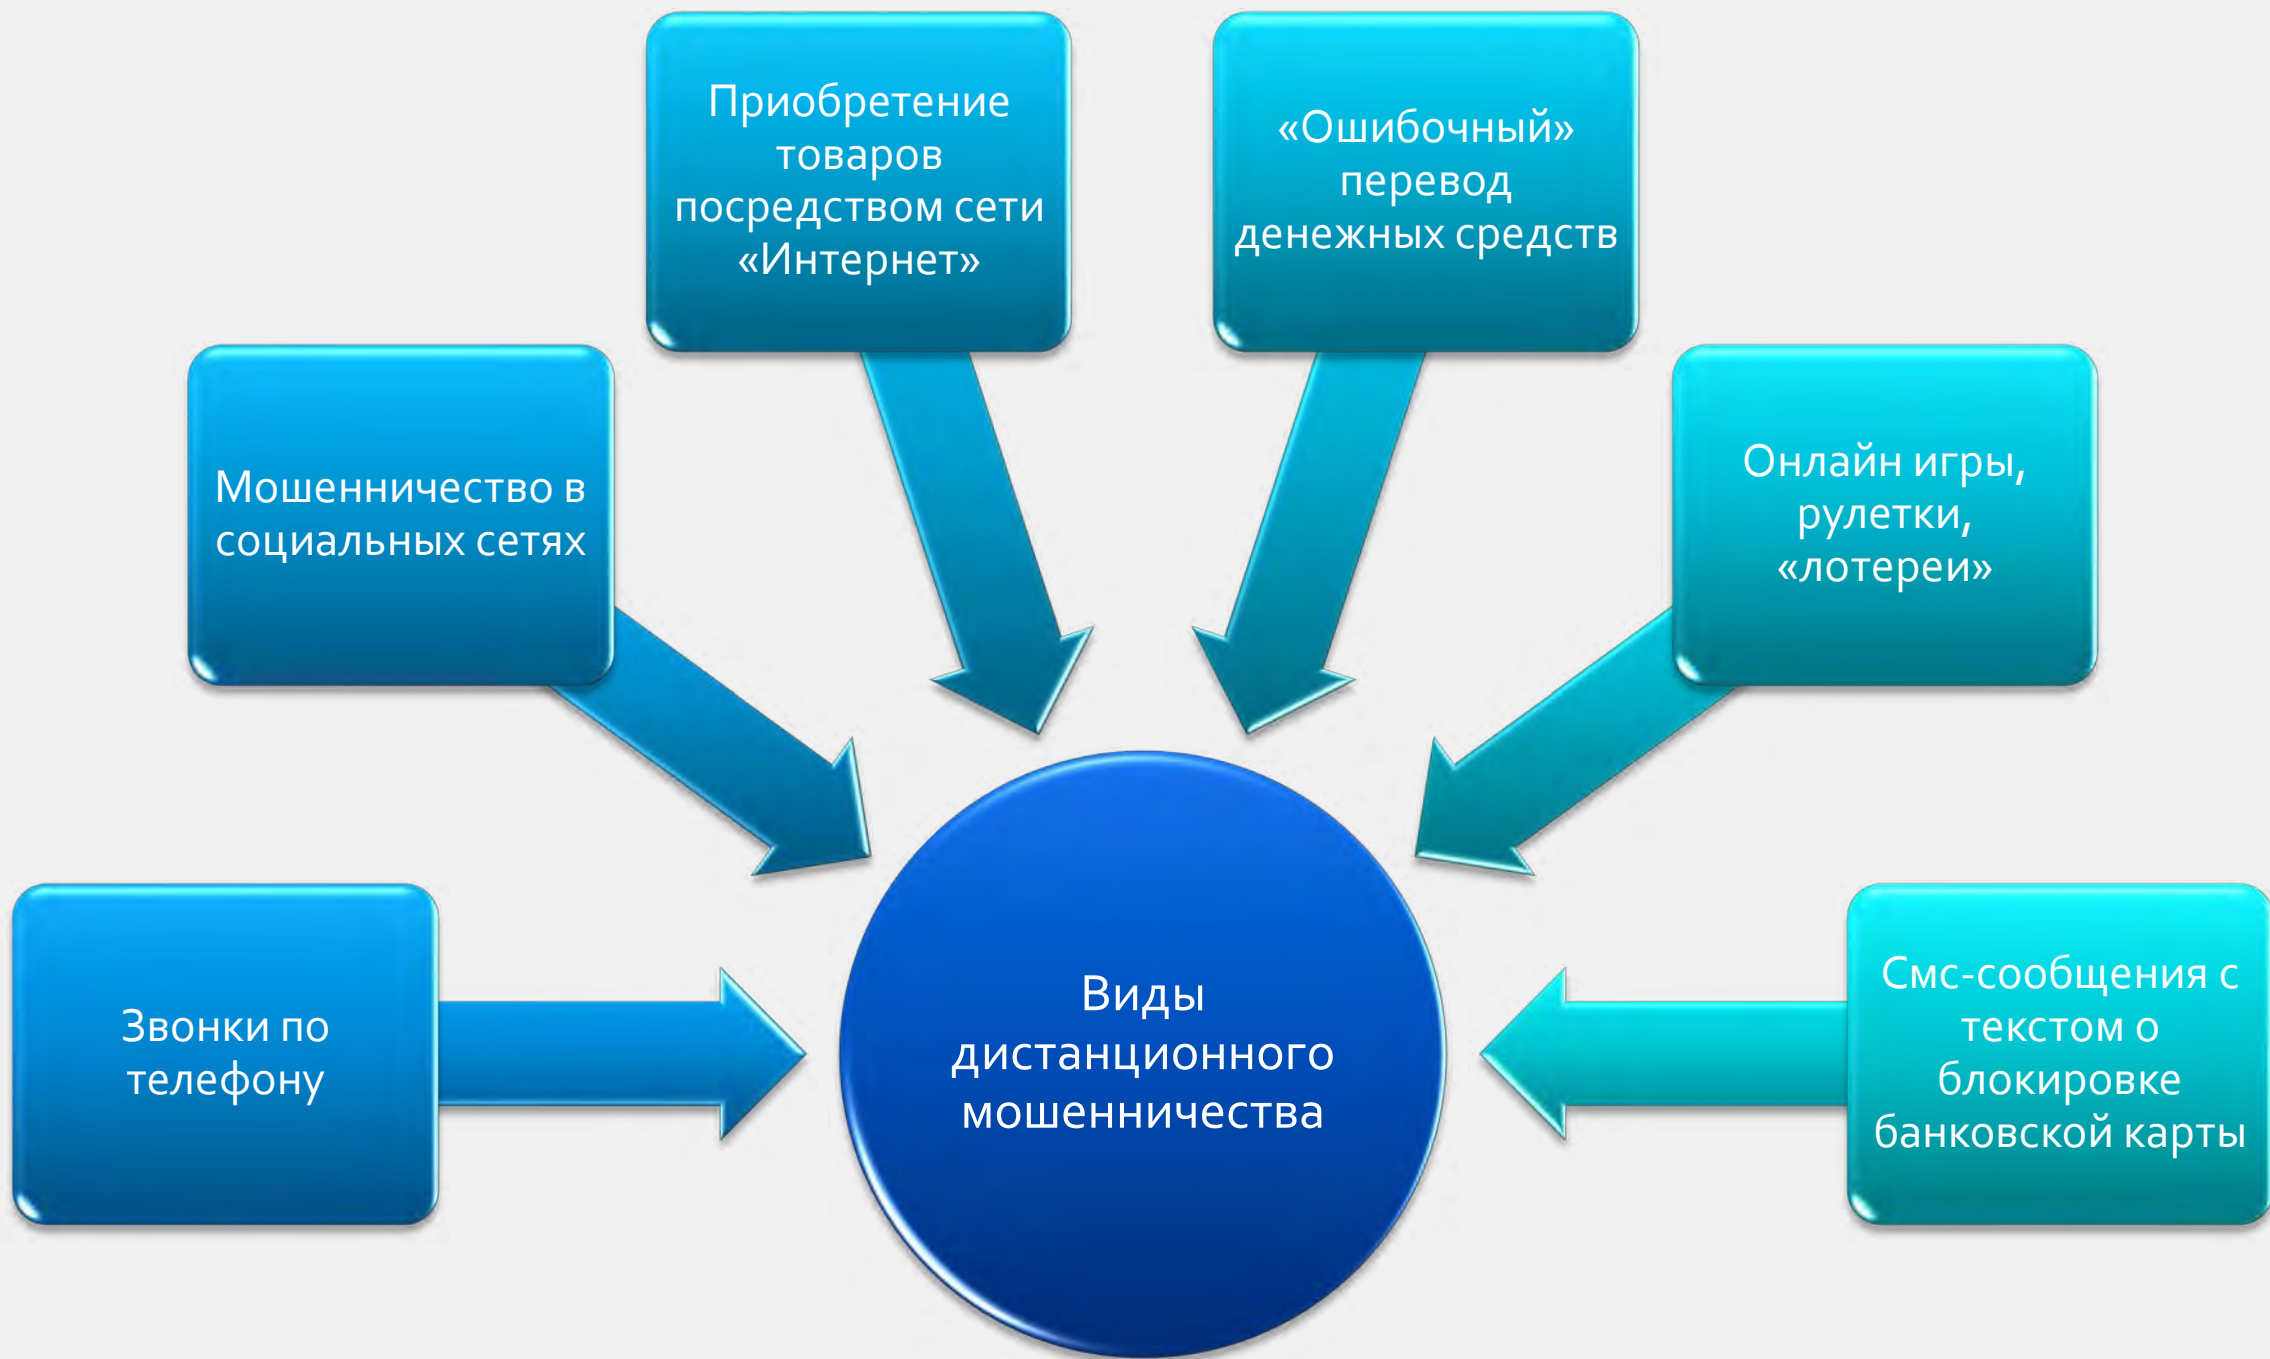 Приобретение
товаров
посредством сети
«Интернет»
«Ошибочный»
перевод
денежных средств
Мошенничество в
социальных сетях
Онлайн игры,
рулетки,
«лотереи»
Звонки по
телефону
Виды
дистанционного
мошенничества
Смс-сообщения с
текстом о
блокировке
банковской карты